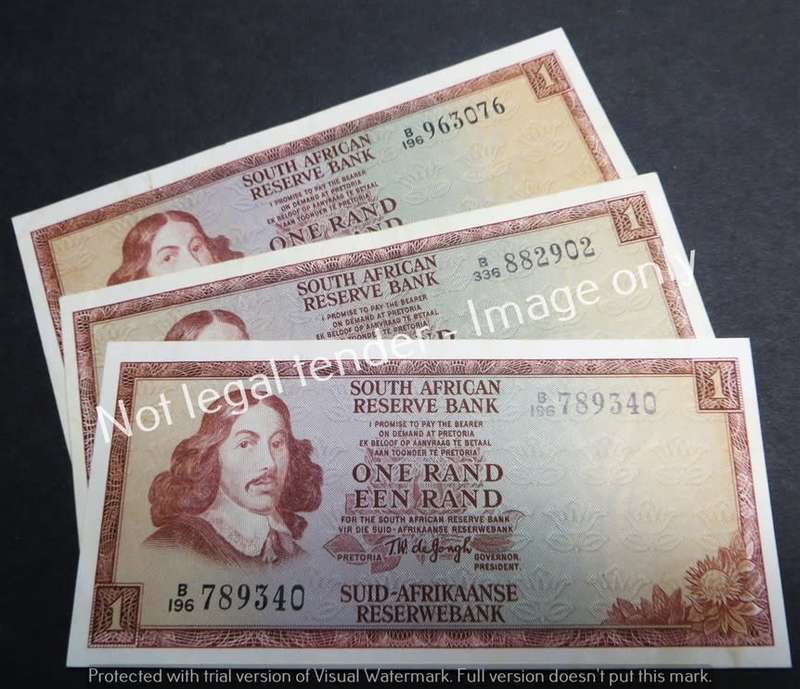 1
B
196 963076
SOUTH AFRICAN
RESERVE BANK
I PROMISE TO PAY THE BEARER
ON DEMAND AT PRETORIA
EK BELOOF OP AANVRAAG TE BETAAL
AAN TOONDER TE PRETORIA
ONE RAND
1
B
336 882902
SOUTH AFRICAN
RESERVE BANK
I PROMISE TO PAY THE BEARER
ON DEMAND AT PRETORIA
EK BELOOF OP AANVRAAG TE BETAAL
Not legal tender - Image only
1
SOUTH AFRICAN
RESERVE BANK
B
196 789340
I PROMISE TO PAY THE BEARER
ON DEMAND AT PRETORIA
EK BELOOF OP AANVRAAG TE BETAAL
AAN TOONDER TE PRETORIA
ONE RAND
EEN RAND
FOR THE SOUTH AFRICAN RESERVE BANK
VIR DIE SUID-AFRIKAANSE RESERWEBANK
T.W. de Jongh
PRETORIA GOVERNOR.
PRESIDENT.
B
196 789340
1
SUID-AFRIKAANSE
RESERWEBANK
Protected with trial version of Visual Watermark. Full version doesn't put this mark.